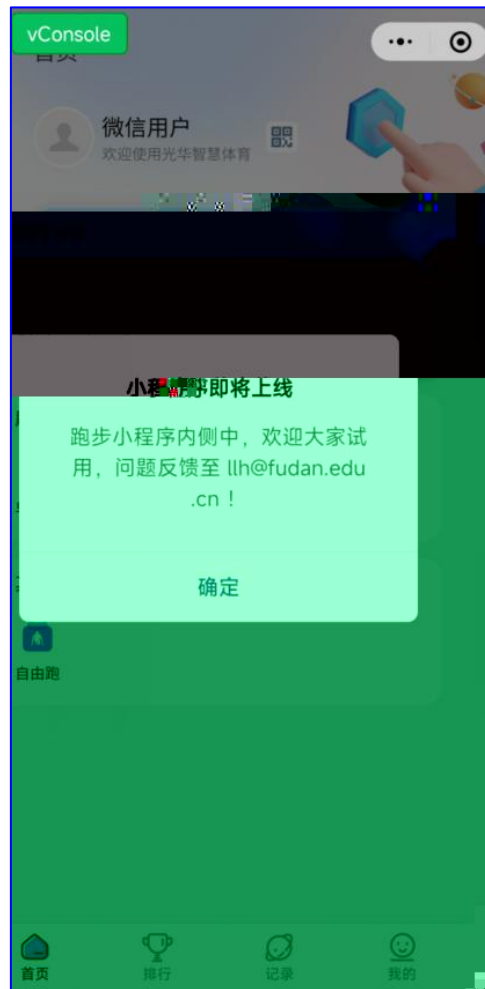 vConsole
首页
微信用户
欢迎使用光华智慧体育
小程序即将上线
跑步小程序内侧中，欢迎大家试
用，问题反馈至 llh@fudan.edu
.cn！
确定
自由跑
首页
排行
记录
我的